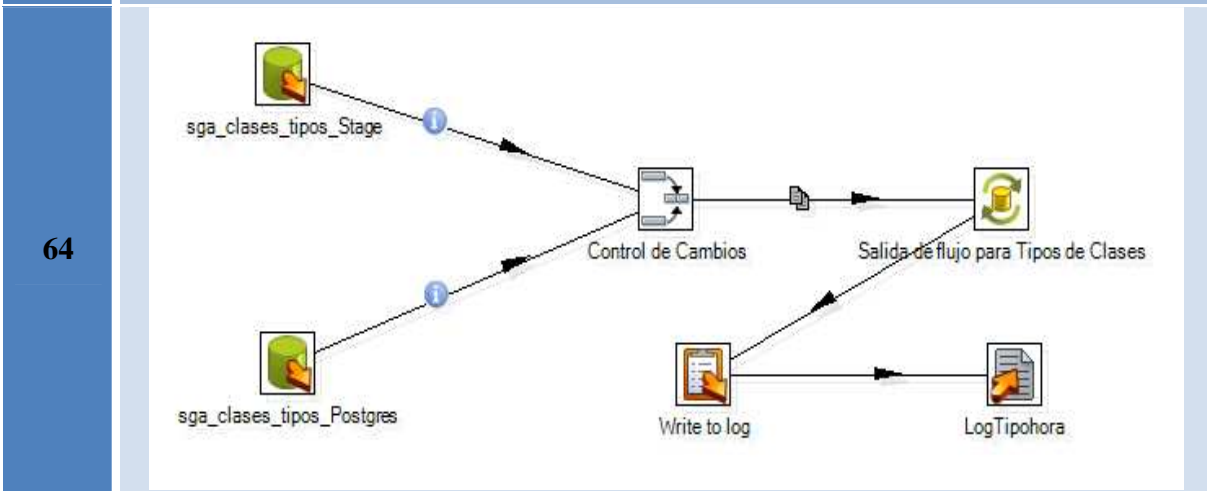 sga_clases_tipos_Stage
64
Control de Cambios
Salida de flujo para Tipos de Clases
sga_clases_tipos_Postgres
Write to log
LogTipohora